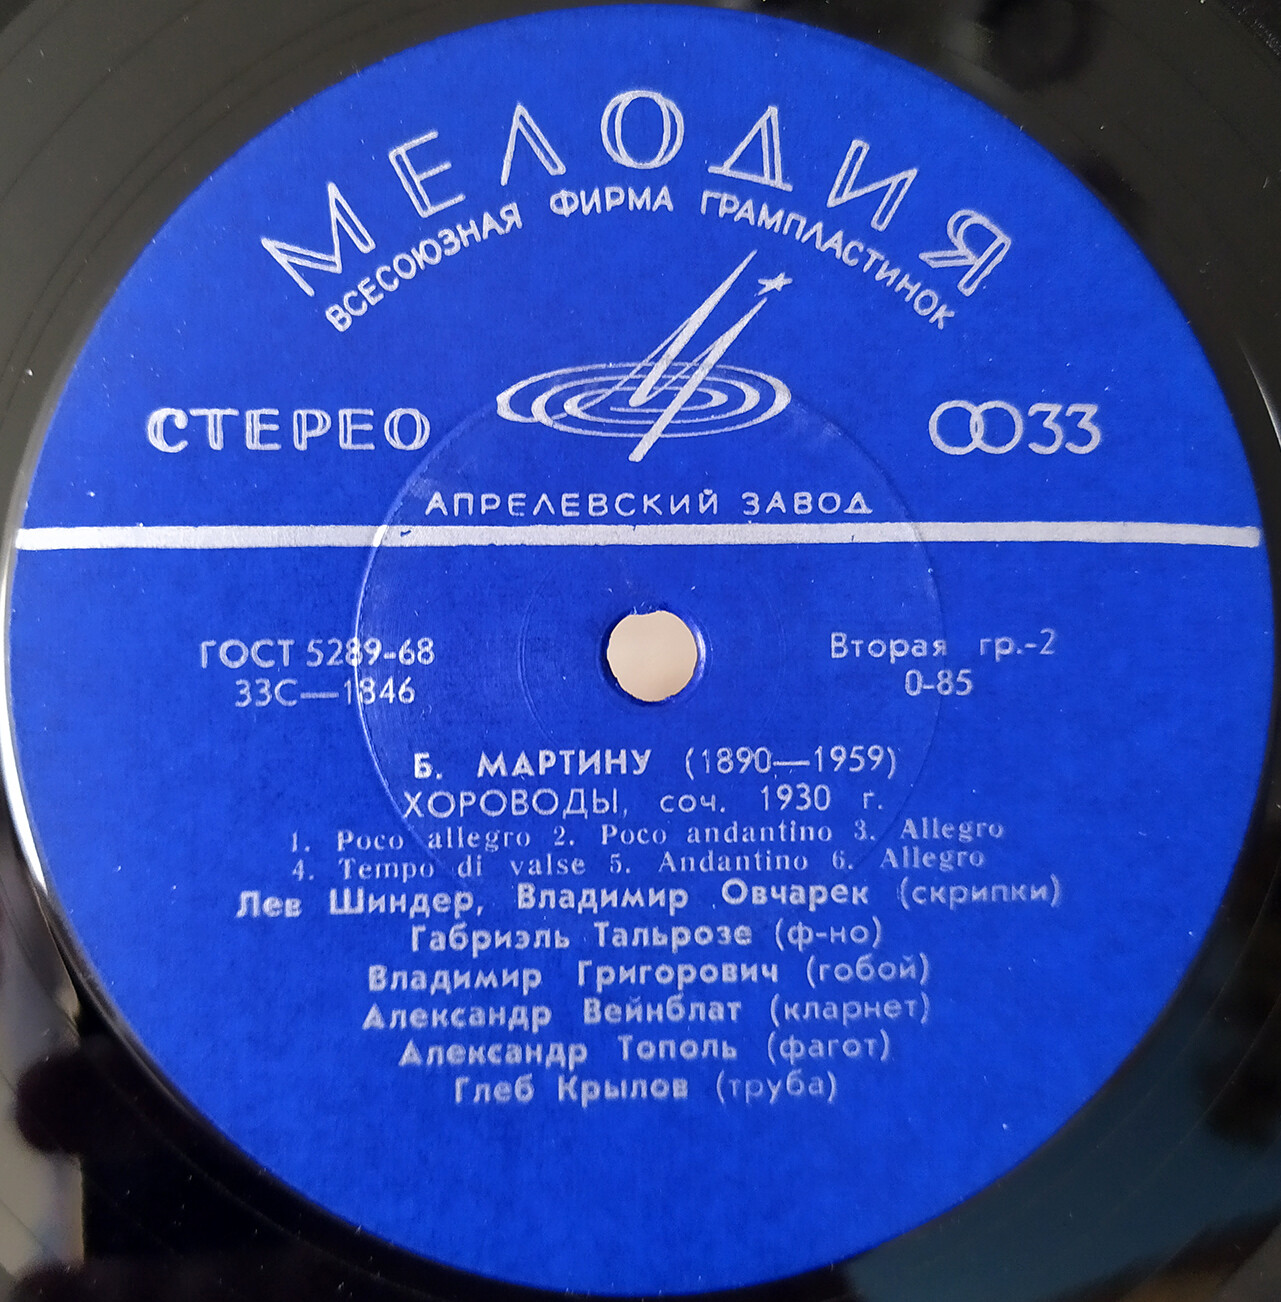 МЕЛОДИЯ
ВСЕСОЮЗНАЯ ФИРМА ГРАМПЛАСТИНОК
СТЕРЕО
33
АПРЕЛЕВСКИЙ ЗАВОД
ГОСТ 5289-68
33С—1846
Вторая гр.-2
0-85
Б. МАРТИНУ (1890—1959)
ХОРОВОДЫ, соч. 1930 г.
1. Poco allegro 2. Poco andantino 3. Allegro
4. Tempo di valse 5. Andantino 6. Allegro
Лев Шиндер, Владимир Овчарек (скрипки)
Габриэль Тальрозе (ф-но)
Владимир Григорович (гобой)
Александр Вейнблат (кларнет)
Александр Тополь (фагот)
Глеб Крылов (труба)